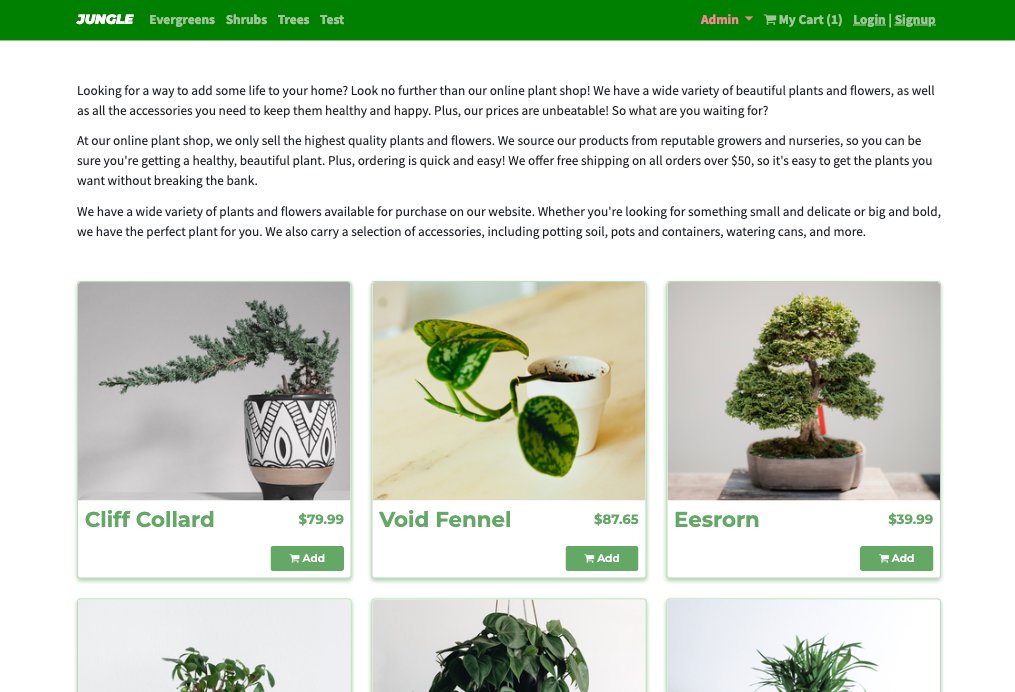 JUNGLE Evergreens Shrubs Trees Test Admin My Cart (1) Login | Signup
Looking for a way to add some life to your home? Look no further than our online plant shop! We have a wide variety of beautiful plants and flowers, as well
as all the accessories you need to keep them healthy and happy. Plus, our prices are unbeatable! So what are you waiting for?
At our online plant shop, we only sell the highest quality plants and flowers. We source our products from reputable growers and nurseries, so you can be
sure you're getting a healthy, beautiful plant. Plus, ordering is quick and easy! We offer free shipping on all orders over $50, so it's easy to get the plants you
want without breaking the bank.
We have a wide variety of plants and flowers available for purchase on our website. Whether you're looking for something small and delicate or big and bold,
we have the perfect plant for you. We also carry a selection of accessories, including potting soil, pots and containers, watering cans, and more.
Cliff Collard $79.99
Add
Void Fennel $87.65
Add
Eesrorn $39.99
Add